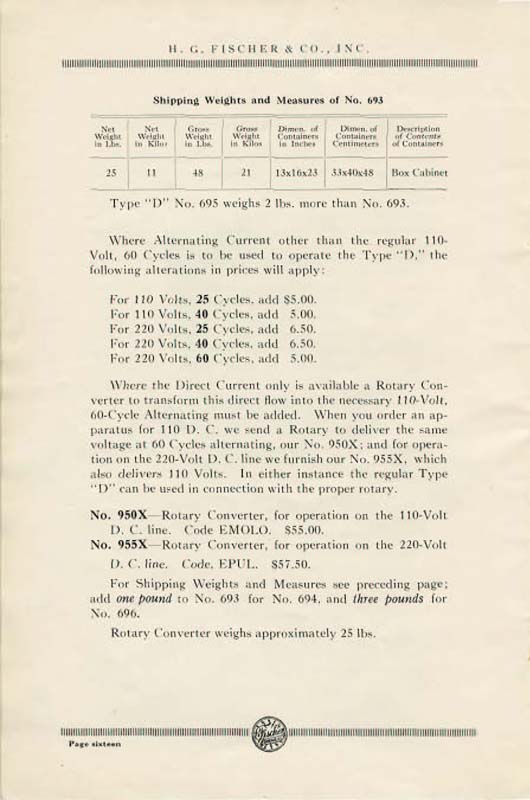 H. G. FISCHER & CO., INC.
Shipping Weights and Measures of No. 693
Net Weight in Lbs. | Net Weight in Kilos | Gross Weight in Lbs. | Gross Weight in Kilos | Dimen. of Containers in Inches | Dimen. of Containers Centimeters | Description of Contents of Containers
25 | 11 | 48 | 21 | 13x16x23 | 33x40x48 | Box Cabinet
Type "D" No. 695 weighs 2 lbs. more than No. 693.
Where Alternating Current other than the regular 110-
Volt, 60 Cycles is to be used to operate the Type "D," the
following alterations in prices will apply:
For 110 Volts, 25 Cycles, add $5.00.
For 110 Volts, 40 Cycles, add 5.00.
For 220 Volts, 25 Cycles, add 6.50.
For 220 Volts, 40 Cycles, add 6.50.
For 220 Volts, 60 Cycles, add 5.00.
Where the Direct Current only is available a Rotary Con-
verter to transform this direct flow into the necessary 110-Volt,
60-Cycle Alternating must be added. When you order an ap-
paratus for 110 D. C. we send a Rotary to deliver the same
voltage at 60 Cycles alternating, our No. 950X; and for opera-
tion on the 220-Volt D. C. line we furnish our No. 955X, which
also delivers 110 Volts. In either instance the regular Type
"D" can be used in connection with the proper rotary.
No. 950X—Rotary Converter, for operation on the 110-Volt
D. C. line. Code EMOLO. $55.00.
No. 955X—Rotary Converter, for operation on the 220-Volt
D. C. line. Code, EPUL. $57.50.
For Shipping Weights and Measures see preceding page;
add one pound to No. 693 for No. 694, and three pounds for
No. 696.
Rotary Converter weighs approximately 25 lbs.
Fischer
Page sixteen